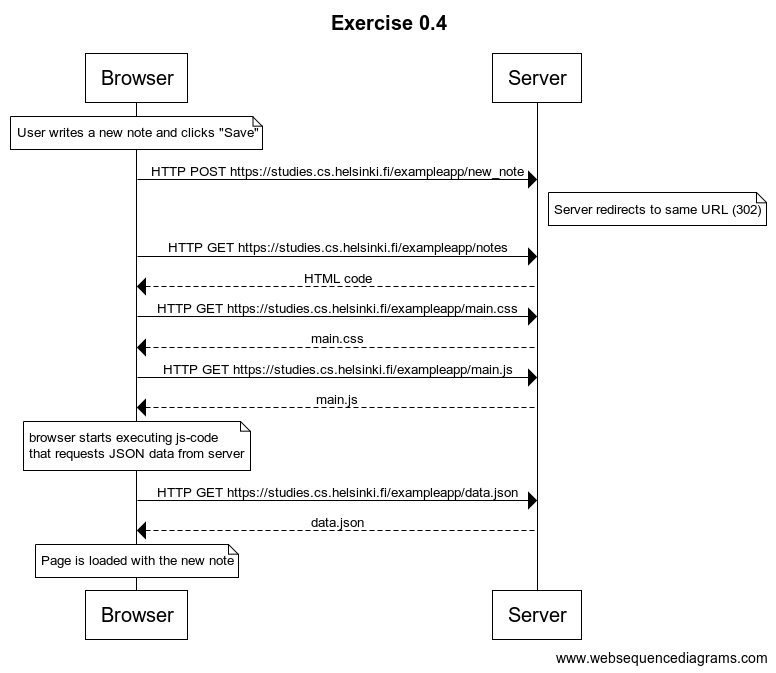 Exercise 0.4
Browser
Server
User writes a new note and clicks "Save"
HTTP POST https://studies.cs.helsinki.fi/exampleapp/new_note
Server redirects to same URL (302)
HTTP GET https://studies.cs.helsinki.fi/exampleapp/notes
HTML code
HTTP GET https://studies.cs.helsinki.fi/exampleapp/main.css
main.css
HTTP GET https://studies.cs.helsinki.fi/exampleapp/main.js
main.js
browser starts executing js-code
that requests JSON data from server
HTTP GET https://studies.cs.helsinki.fi/exampleapp/data.json
data.json
Page is loaded with the new note
Browser
Server
www.websequencediagrams.com